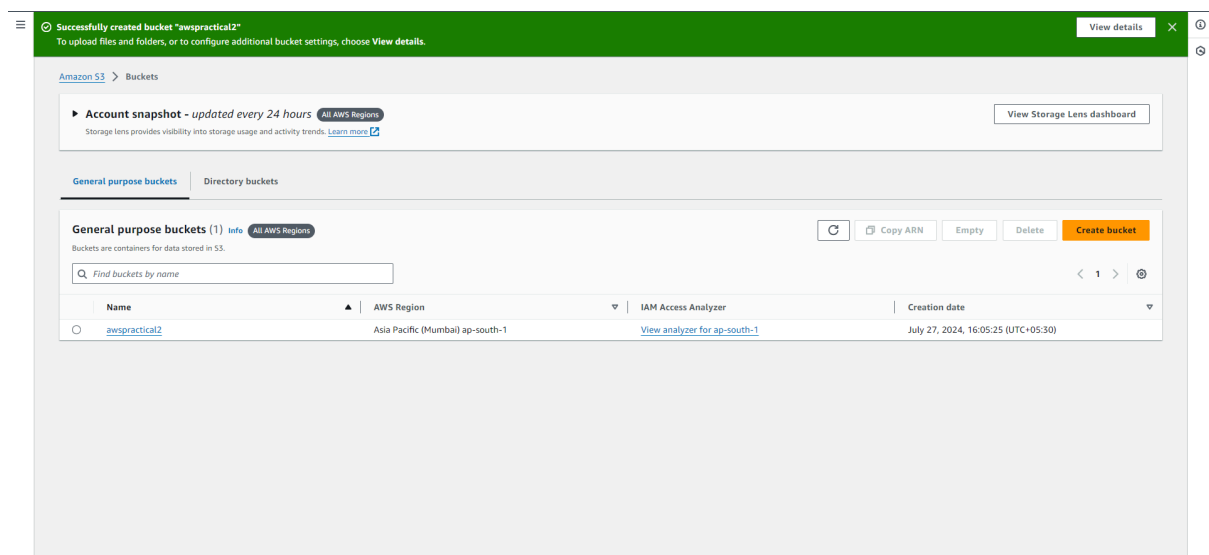 Successfully created bucket "awspractical2"
To upload files and folders, or to configure additional bucket settings, choose View details.
View details
Amazon S3 > Buckets
Account snapshot - updated every 24 hours All AWS Regions
Storage lens provides visibility into storage usage and activity trends. Learn more
View Storage Lens dashboard
General purpose buckets Directory buckets
General purpose buckets (1) Info All AWS Regions
Buckets are containers for data stored in S3.
Copy ARN Empty Delete Create bucket
Find buckets by name
1
Name AWS Region IAM Access Analyzer Creation date
awspractical2 Asia Pacific (Mumbai) ap-south-1 View analyzer for ap-south-1 July 27, 2024, 16:05:25 (UTC+05:30)